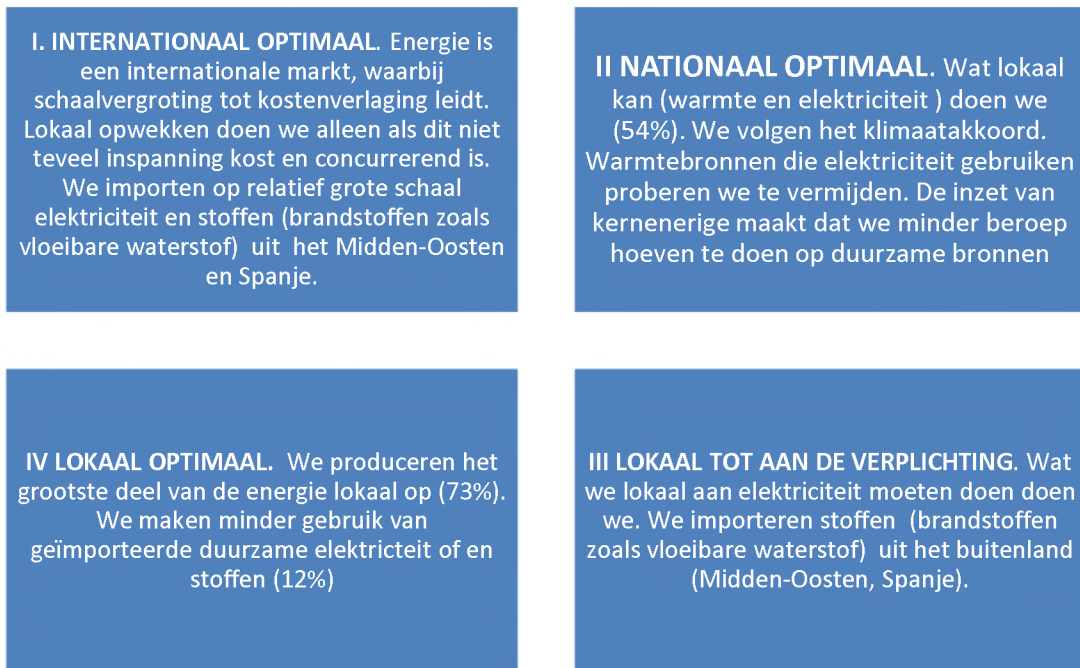 I. INTERNATIONAAL OPTIMAAL. Energie is
een internationale markt, waarbij
schaalvergroting tot kostenverlaging leidt.
Lokaal opwekken doen we alleen als dit niet
teveel inspanning kost en concurrerend is.
We importen op relatief grote schaal
elektriciteit en stoffen (brandstoffen zoals
vloeibare waterstof) uit het Midden-Oosten
en Spanje.
II NATIONAAL OPTIMAAL. Wat lokaal
kan (warmte en elektriciteit ) doen we
(54%). We volgen het klimaatakkoord.
Warmtebronnen die elektriciteit gebruiken
proberen we te vermijden. De inzet van
kernenerige maakt dat we minder beroep
hoeven te doen op duurzame bronnen
IV LOKAAL OPTIMAAL. We produceren het
grootste deel van de energie lokaal op (73%).
We maken minder gebruik van
geïmporteerde duurzame elektricteit of en
stoffen (12%)
III LOKAAL TOT AAN DE VERPLICHTING. Wat
we lokaal aan elektriciteit moeten doen doen
we. We importeren stoffen (brandstoffen
zoals vloeibare waterstof) uit het buitenland
(Midden-Oosten, Spanje).